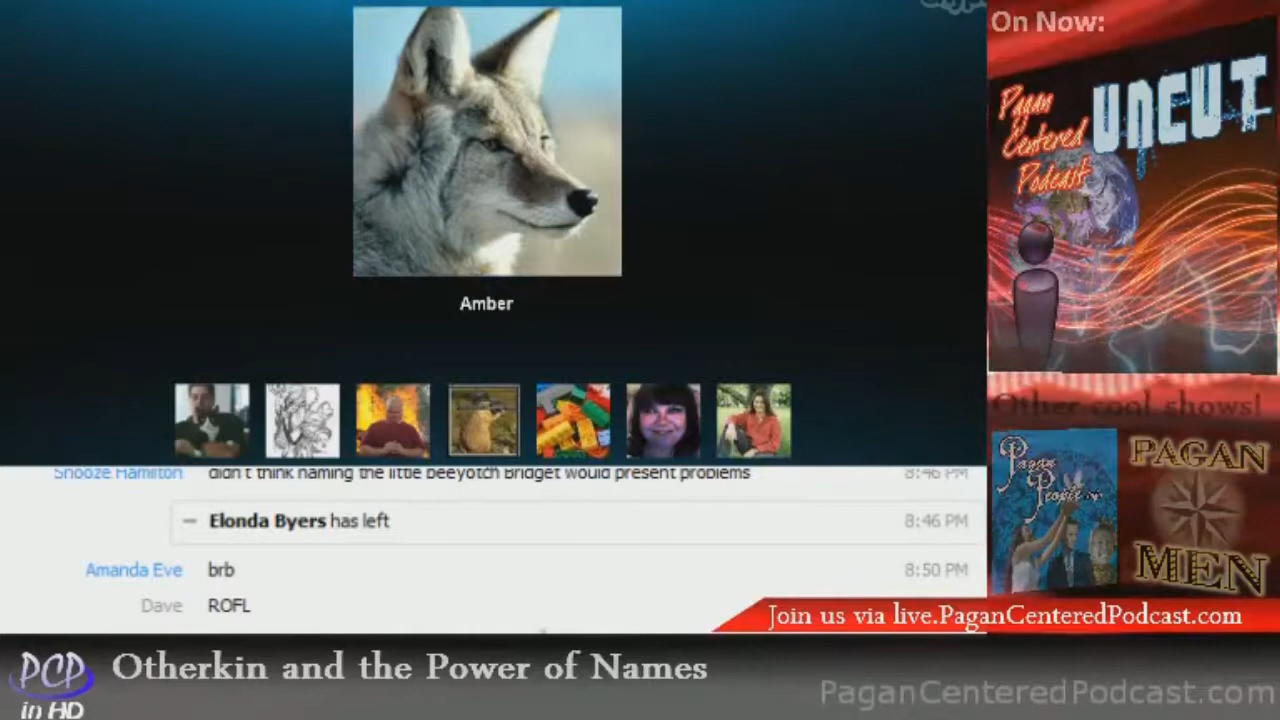 On Now:
Pagan
Centered
Podcast
UNCUT
Amber
Other cool shows!
Snooze Hamilton didn't think naming the little beeyotch Bridget would present problems 8:46 PM
Elonda Byers has left 8:46 PM
Amanda Eve brb 8:50 PM
Dave ROFL
Pagan
People
PAGAN
MEN
Join us via live.PaganCenteredPodcast.com
PCP
in HD
Otherkin and the Power of Names
PaganCenteredPodcast.com